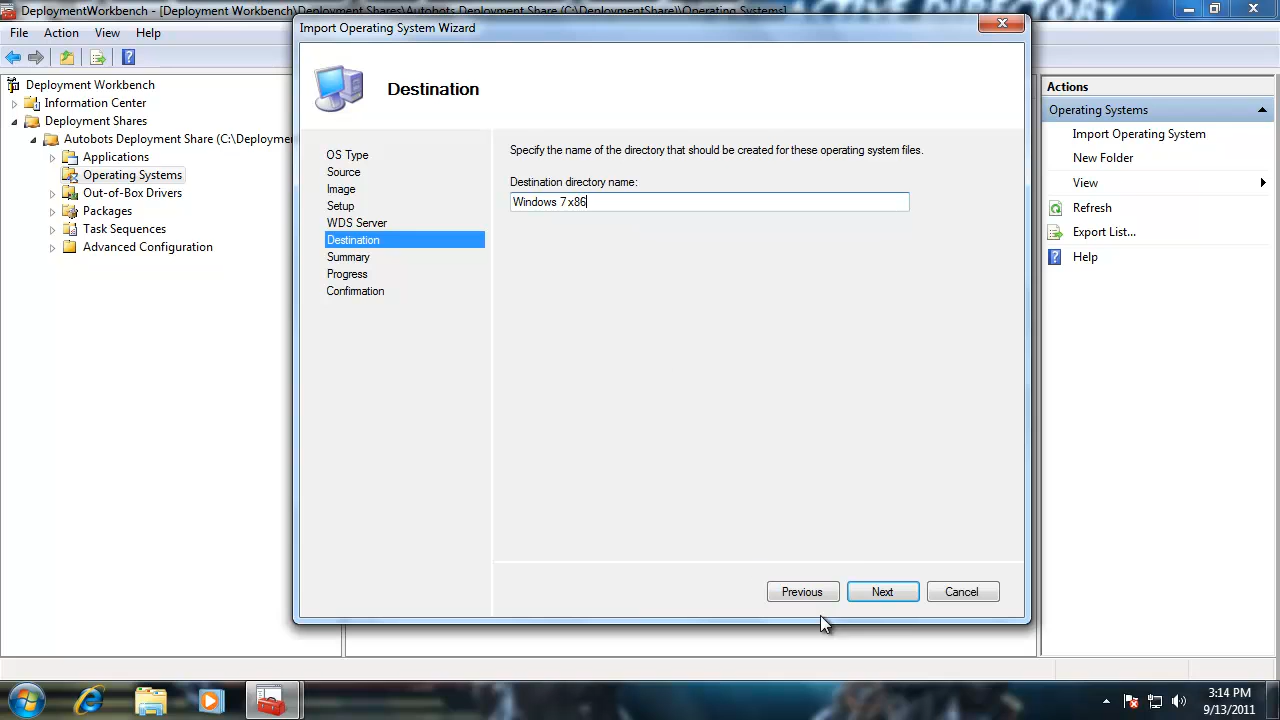 DeploymentWorkbench - [Deployment Workbench\Deployment Shares\Autobots Deployment Share (C:\DeploymentShare)\Operating Systems]
File Action View Help
Import Operating System Wizard
Deployment Workbench
Information Center
Deployment Shares
Autobots Deployment Share (C:\Deployme
Applications
Operating Systems
Out-of-Box Drivers
Packages
Task Sequences
Advanced Configuration
Destination
OS Type
Source
Image
Setup
WDS Server
Destination
Summary
Progress
Confirmation
Specify the name of the directory that should be created for these operating system files.
Destination directory name:
Windows 7 x86
Previous Next Cancel
Actions
Operating Systems
Import Operating System
New Folder
View
Refresh
Export List...
Help
3:14 PM
9/13/2011